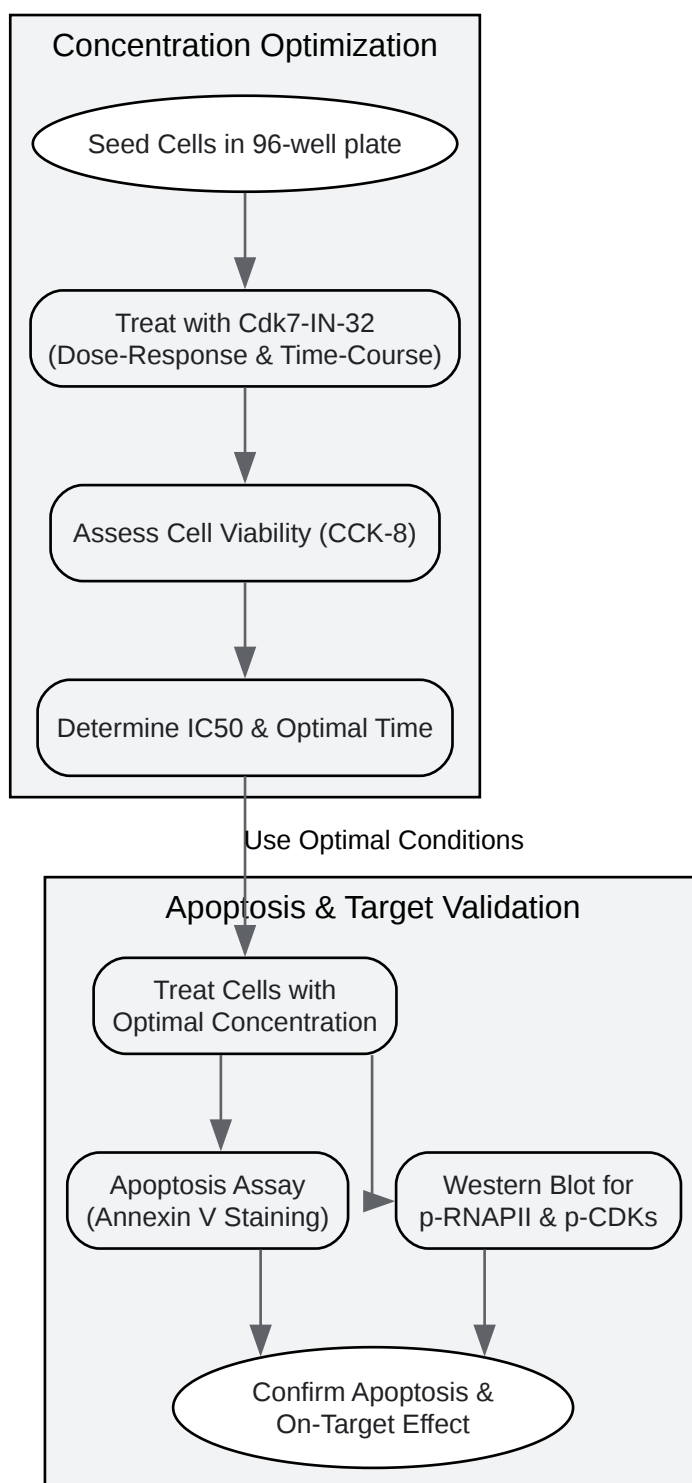 Concentration Optimization
Seed Cells in 96-well plate
Treat with Cdk7-IN-32
(Dose-Response & Time-Course)
Assess Cell Viability (CCK-8)
Determine IC50 & Optimal Time
Use Optimal Conditions
Apoptosis & Target Validation
Treat Cells with
Optimal Concentration
Apoptosis Assay
(Annexin V Staining)
Western Blot for
p-RNAPII & p-CDKs
Confirm Apoptosis &
On-Target Effect